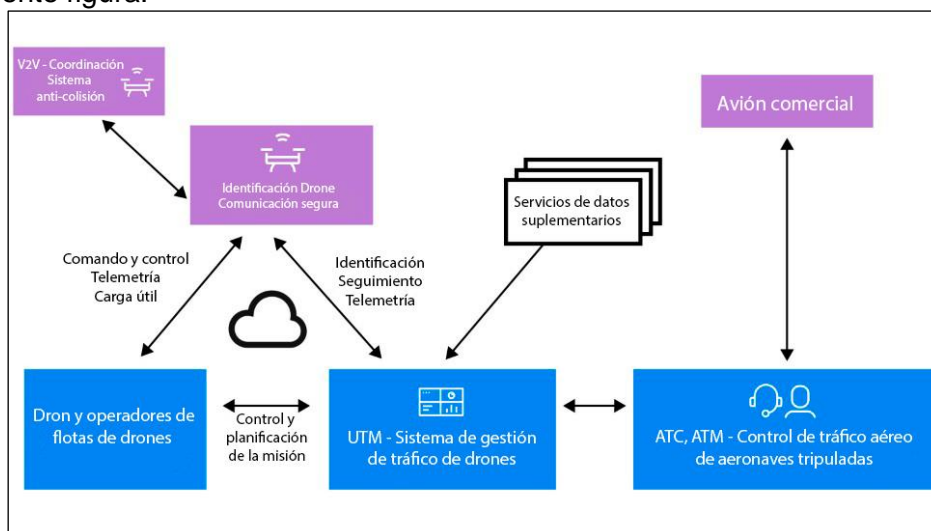 V2V - Coordinación
Sistema
anti-colisión
Avión comercial
Identificación Drone
Comunicación segura
Servicios de datos
suplementarios
Comando y control
Telemetría
Carga útil
Identificación
Seguimiento
Telemetría
Dron y operadores de
flotas de drones
Control y
planificación
de la misión
UTM - Sistema de gestión
de tráfico de drones
ATC, ATM - Control de tráfico aéreo
de aeronaves tripuladas